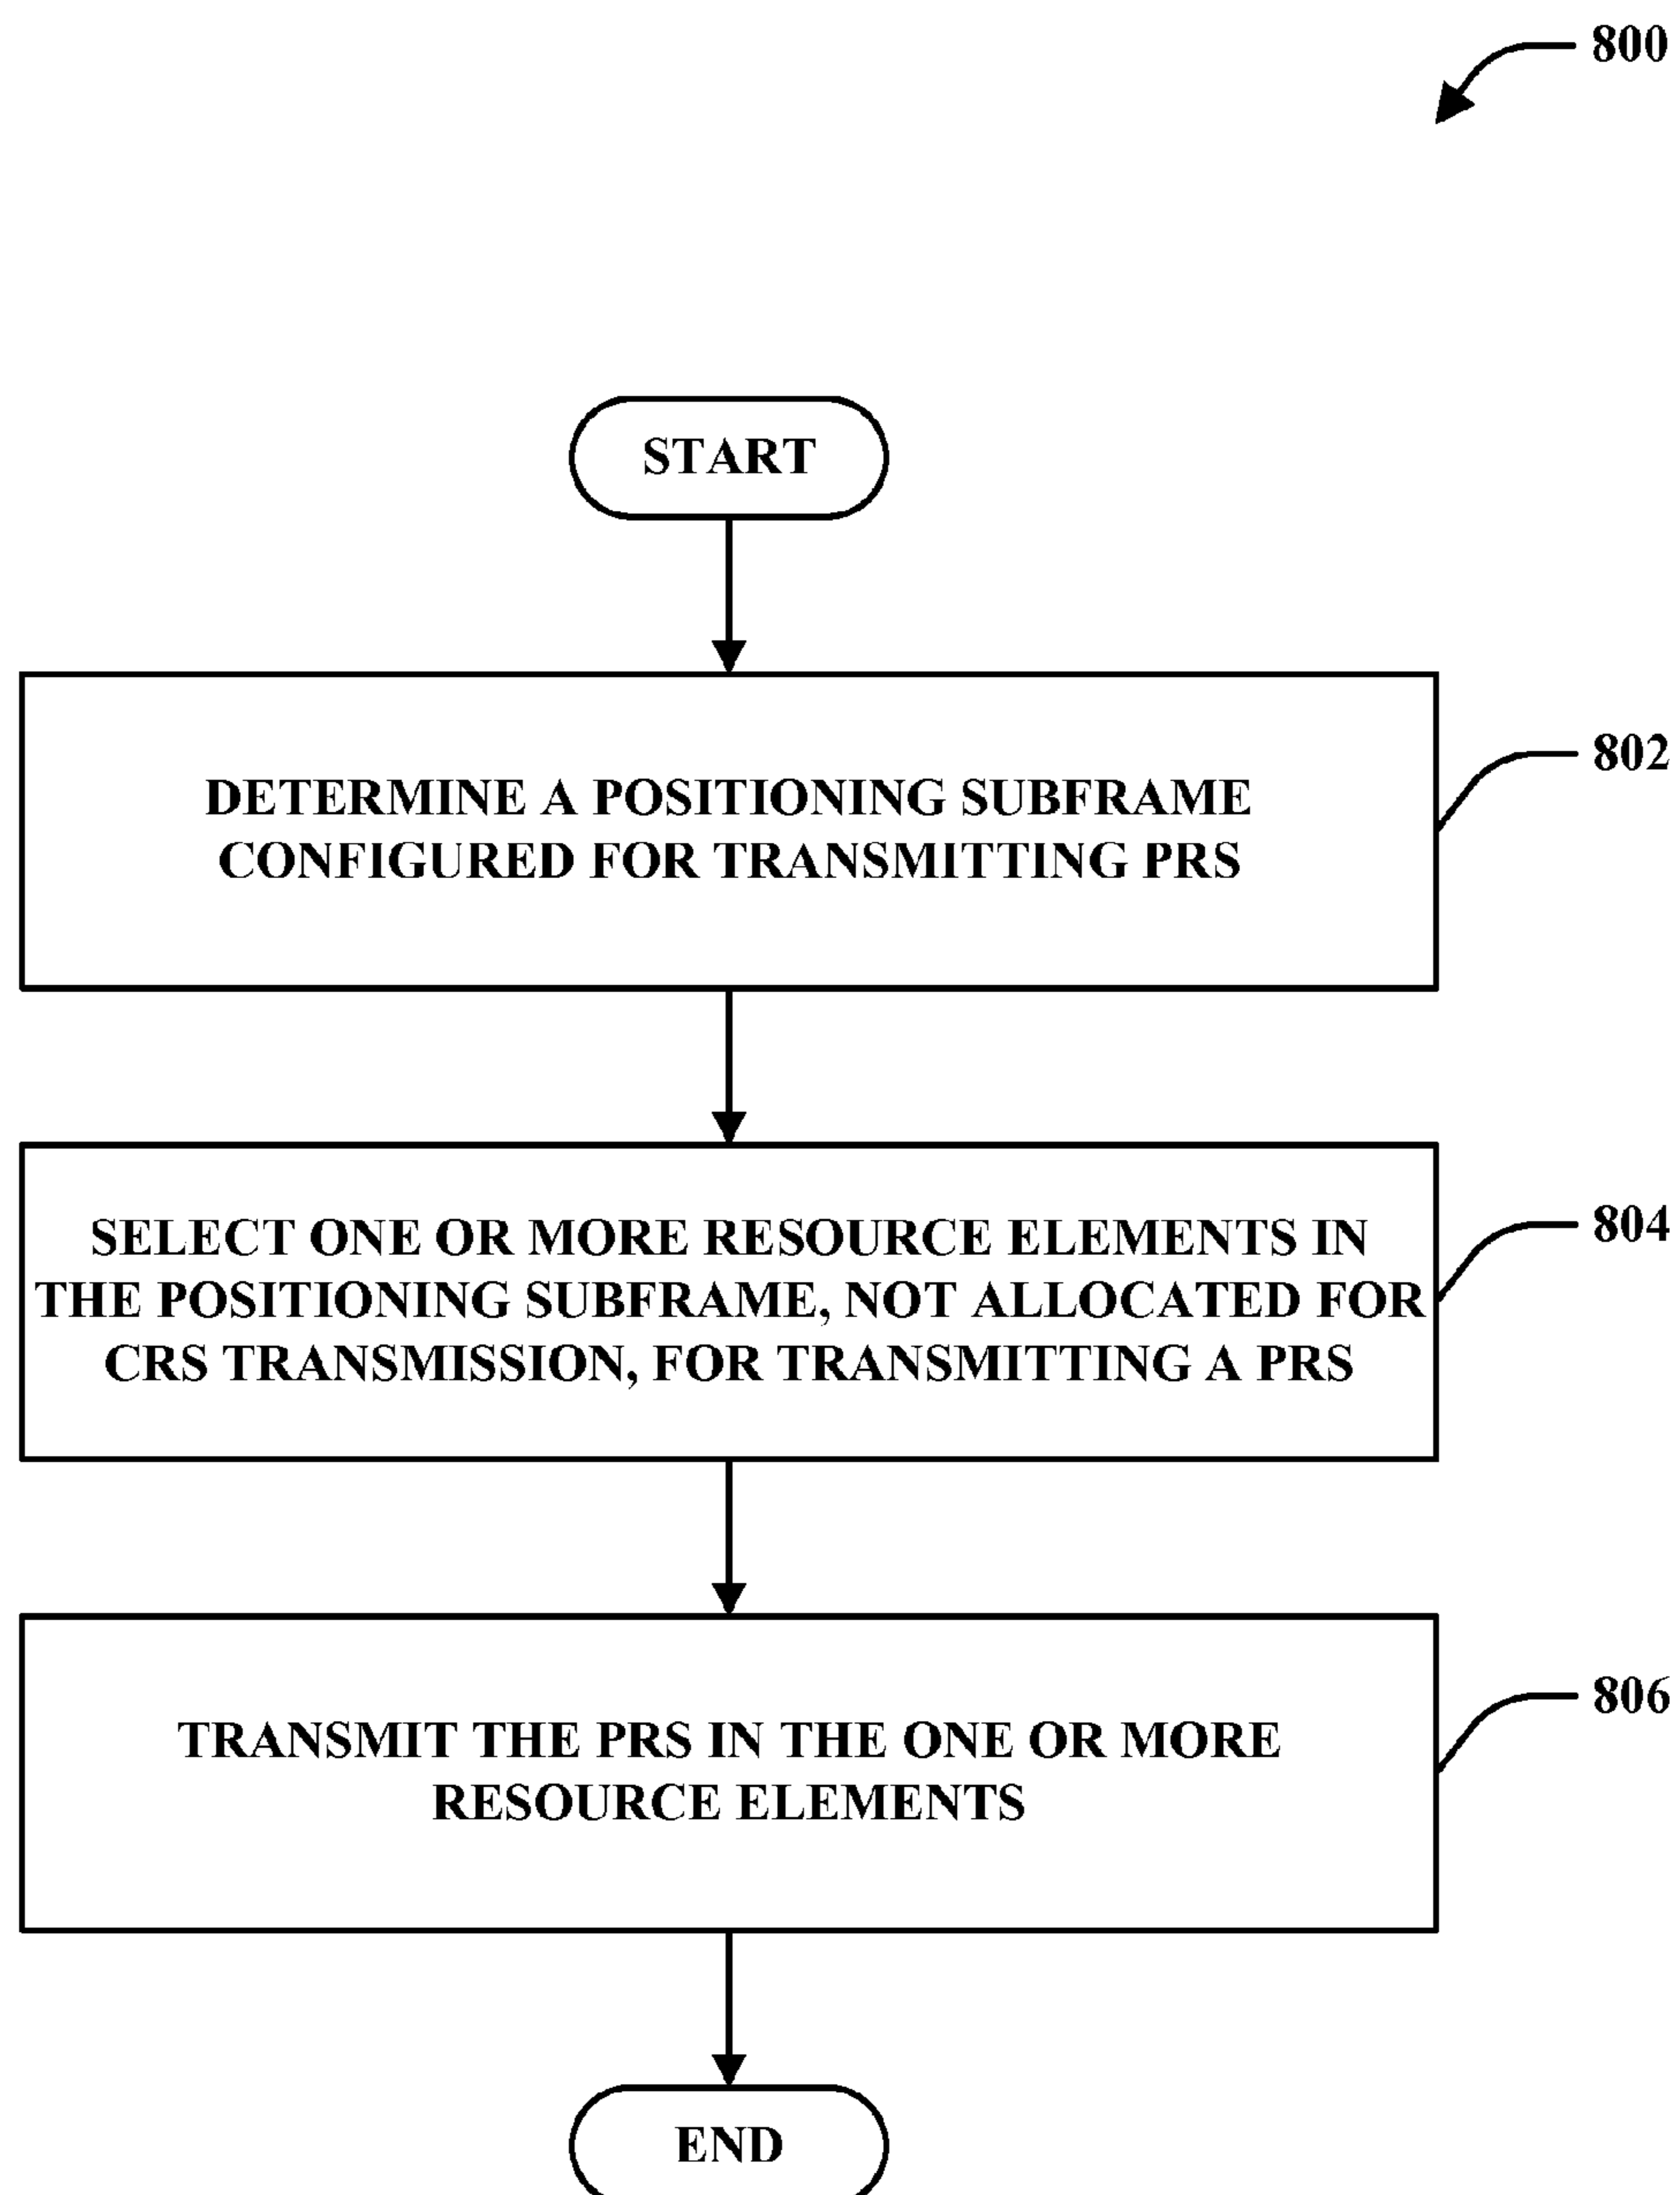 800
START
DETERMINE A POSITIONING SUBFRAME
CONFIGURED FOR TRANSMITTING PRS
802
SELECT ONE OR MORE RESOURCE ELEMENTS IN
THE POSITIONING SUBFRAME, NOT ALLOCATED FOR
CRS TRANSMISSION, FOR TRANSMITTING A PRS
804
TRANSMIT THE PRS IN THE ONE OR MORE
RESOURCE ELEMENTS
806
END